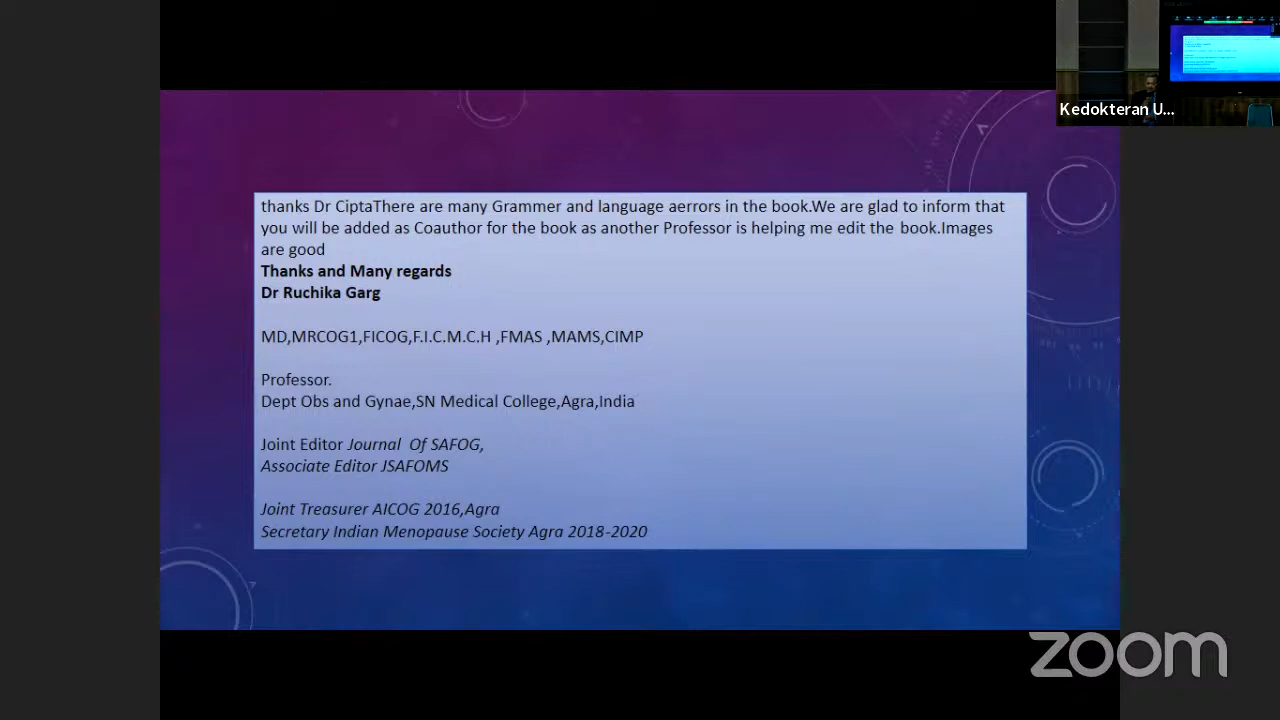 Kedokteran U...
thanks Dr CiptaThere are many Grammer and language aerrors in the book.We are glad to inform that
you will be added as Coauthor for the book as another Professor is helping me edit the book.Images
are good
Thanks and Many regards
Dr Ruchika Garg
MD,MRCOG1,FICOG,F.I.C.M.C.H ,FMAS ,MAMS,CIMP
Professor.
Dept Obs and Gynae,SN Medical College,Agra,India
Joint Editor Journal Of SAFOG,
Associate Editor JSAFOMS
Joint Treasurer AICOG 2016,Agra
Secretary Indian Menopause Society Agra 2018-2020
zoom